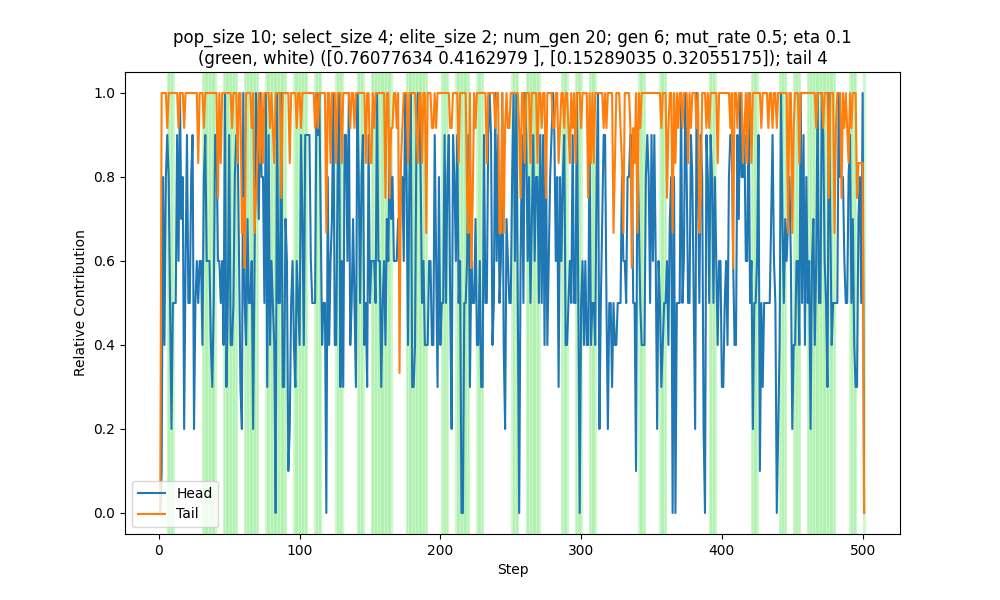 pop_size 10; select_size 4; elite_size 2; num_gen 20; gen 6; mut_rate 0.5; eta 0.1
(green, white) ([0.76077634 0.4162979 ], [0.15289035 0.32055175]); tail 4
1.0
0.8
0.6
0.4
0.2
0.0
Relative Contribution
Head
Tail
0
100
200
300
400
500
Step